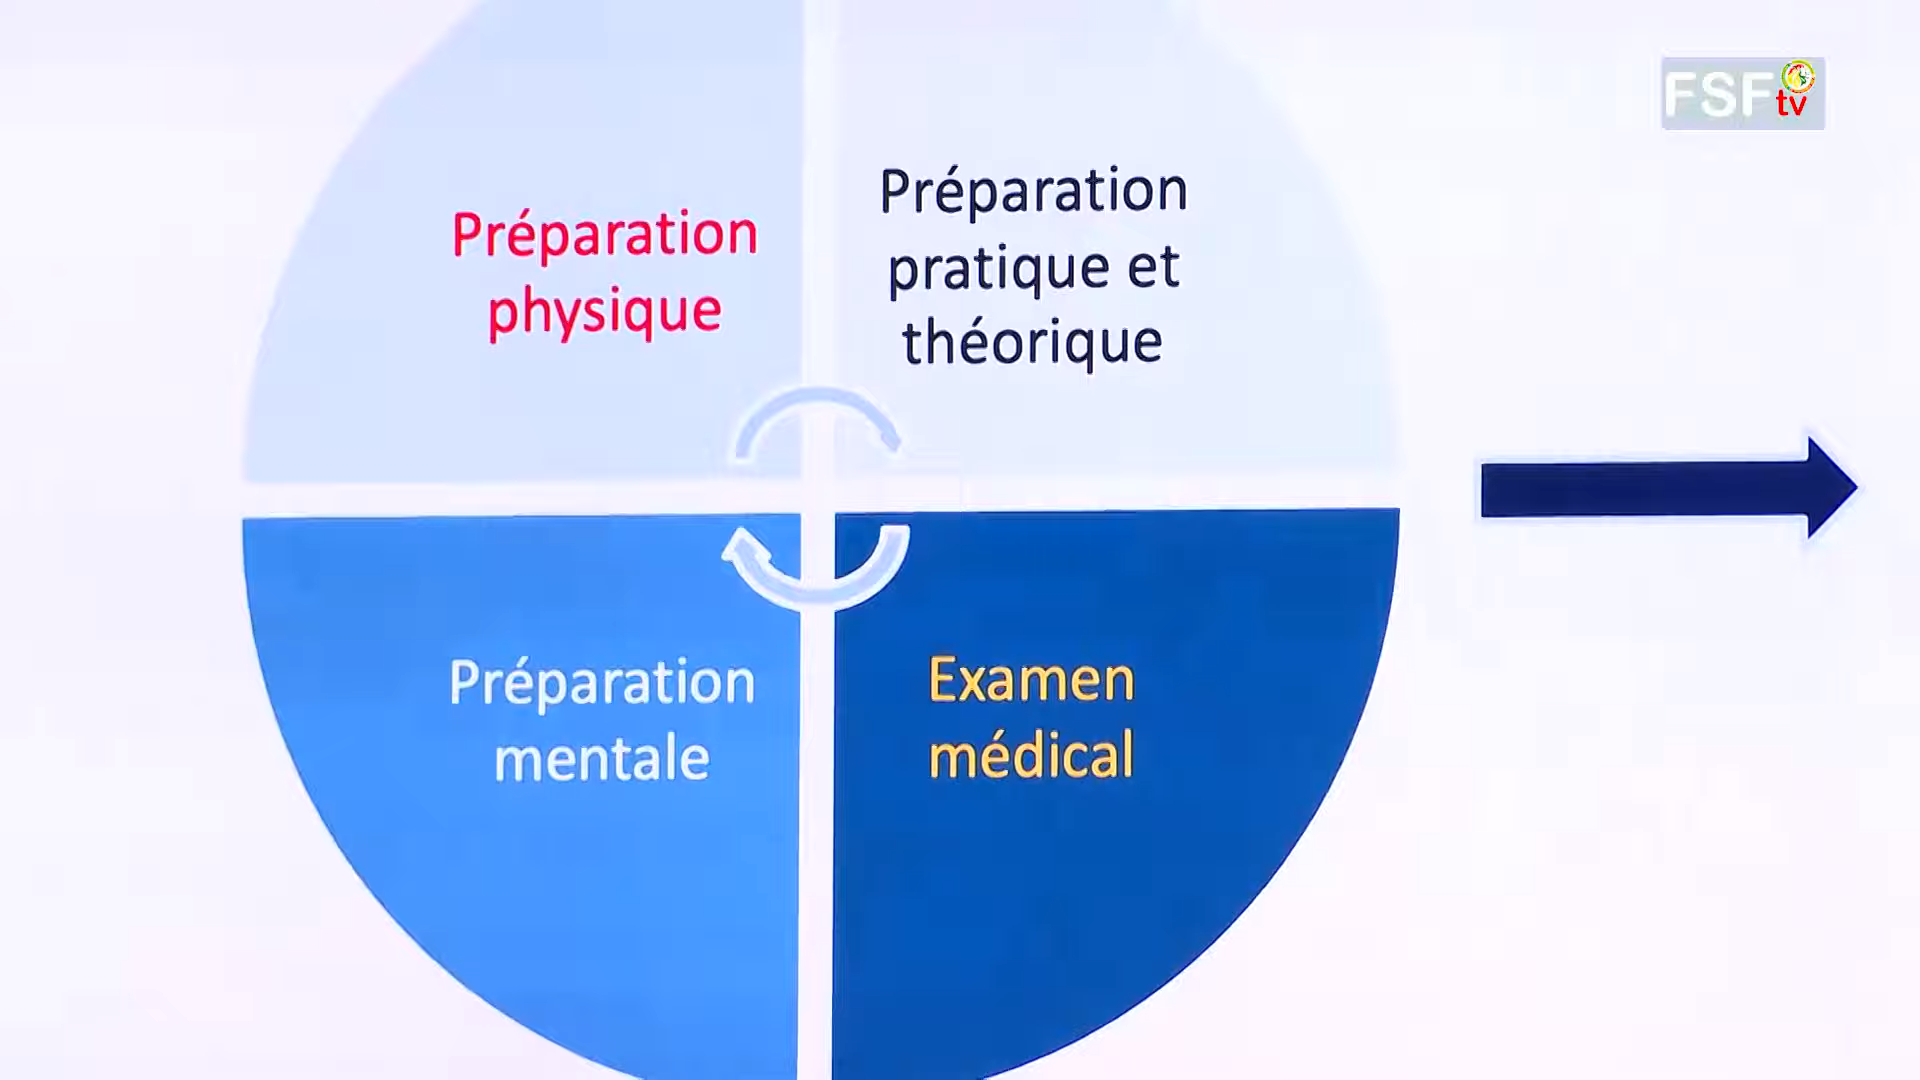 FSF
tv
Préparation
physique
Préparation
pratique et
théorique
Préparation
mentale
Examen
médical